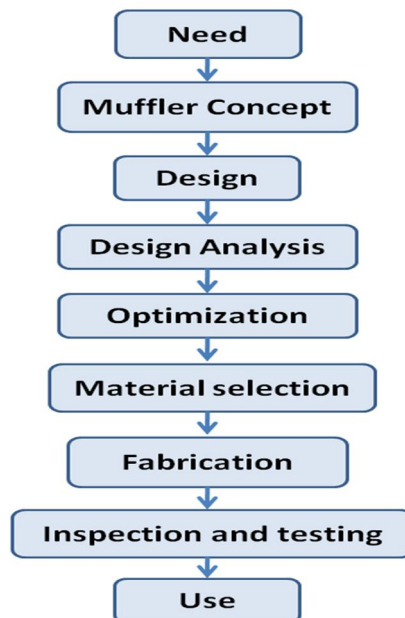 Need
Muffler Concept
Design
Design Analysis
Optimization
Material selection
Fabrication
Inspection and testing
Use